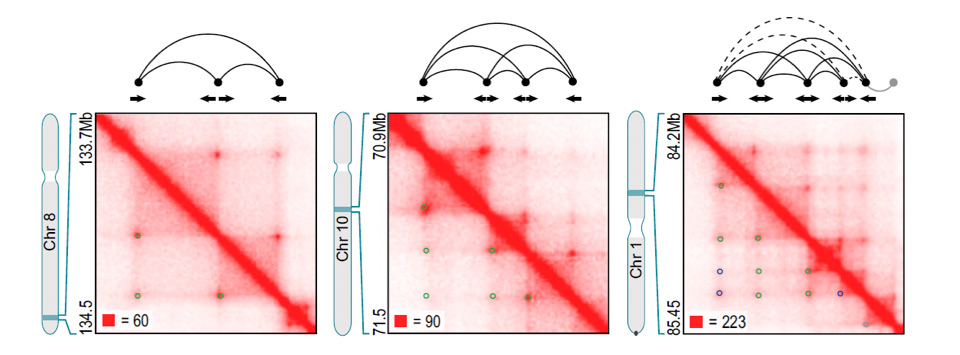 Chr 8
133.7Mb
134.5
= 60
Chr 10
70.9Mb
71.5
= 90
Chr 1
84.2Mb
85.45
= 223